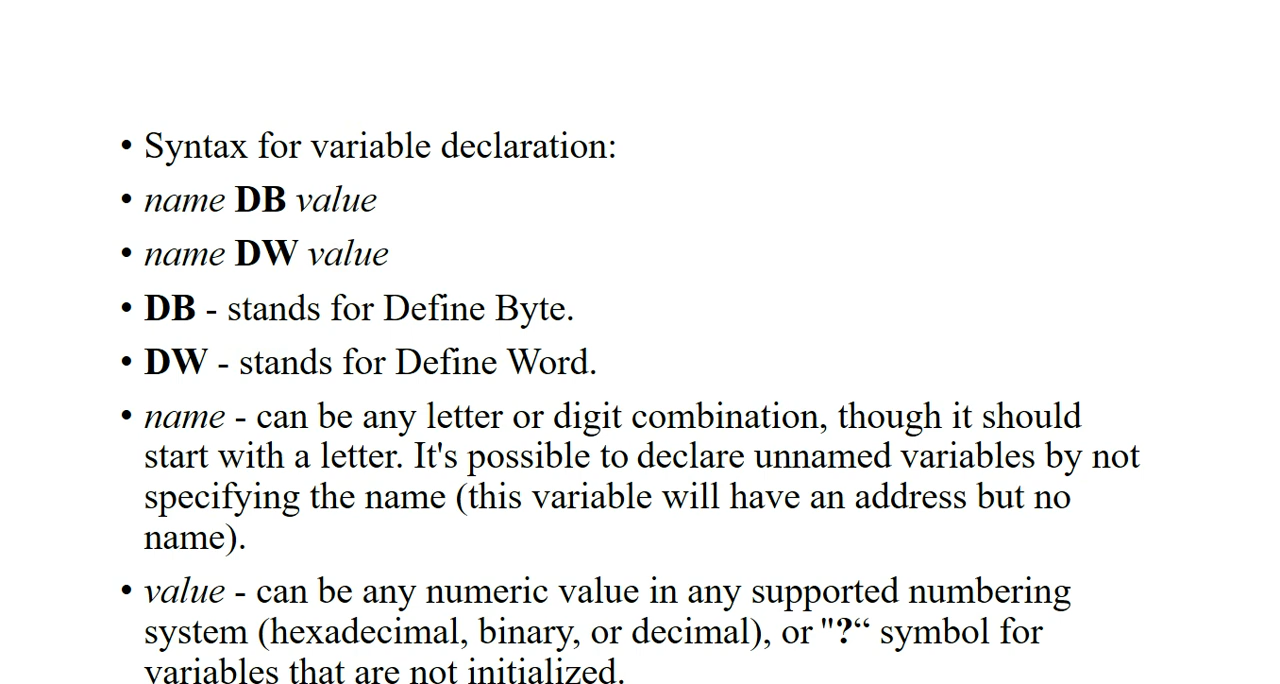 • Syntax for variable declaration:
• name DB value
• name DW value
• DB - stands for Define Byte.
• DW - stands for Define Word.
• name - can be any letter or digit combination, though it should
start with a letter. It's possible to declare unnamed variables by not
specifying the name (this variable will have an address but no
name).
• value - can be any numeric value in any supported numbering
system (hexadecimal, binary, or decimal), or "?“ symbol for
variables that are not initialized.